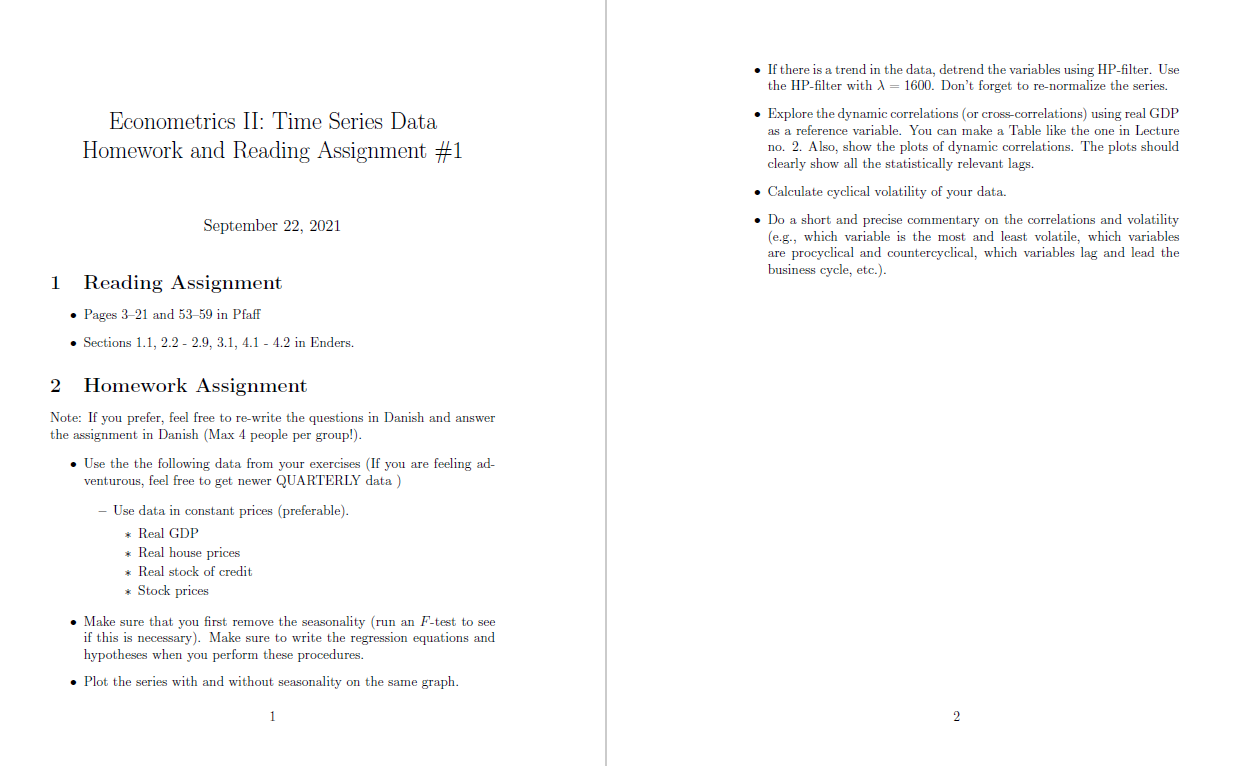 Econometrics II: Time Series Data
Homework and Reading Assignment #1
September 22, 2021
1 Reading Assignment
• Pages 3–21 and 53–59 in Pfaff
• Sections 1.1, 2.2 - 2.9, 3.1, 4.1 - 4.2 in Enders.
2 Homework Assignment
Note: If you prefer, feel free to re-write the questions in Danish and answer
the assignment in Danish (Max 4 people per group!).
• Use the the following data from your exercises (If you are feeling ad-
venturous, feel free to get newer QUARTERLY data )
– Use data in constant prices (preferable).
∗ Real GDP
∗ Real house prices
∗ Real stock of credit
∗ Stock prices
• Make sure that you first remove the seasonality (run an F-test to see
if this is necessary). Make sure to write the regression equations and
hypotheses when you perform these procedures.
• Plot the series with and without seasonality on the same graph.
1
• If there is a trend in the data, detrend the variables using HP-filter. Use
the HP-filter with λ = 1600. Don't forget to re-normalize the series.
• Explore the dynamic correlations (or cross-correlations) using real GDP
as a reference variable. You can make a Table like the one in Lecture
no. 2. Also, show the plots of dynamic correlations. The plots should
clearly show all the statistically relevant lags.
• Calculate cyclical volatility of your data.
• Do a short and precise commentary on the correlations and volatility
(e.g., which variable is the most and least volatile, which variables
are procyclical and countercyclical, which variables lag and lead the
business cycle, etc.).
2